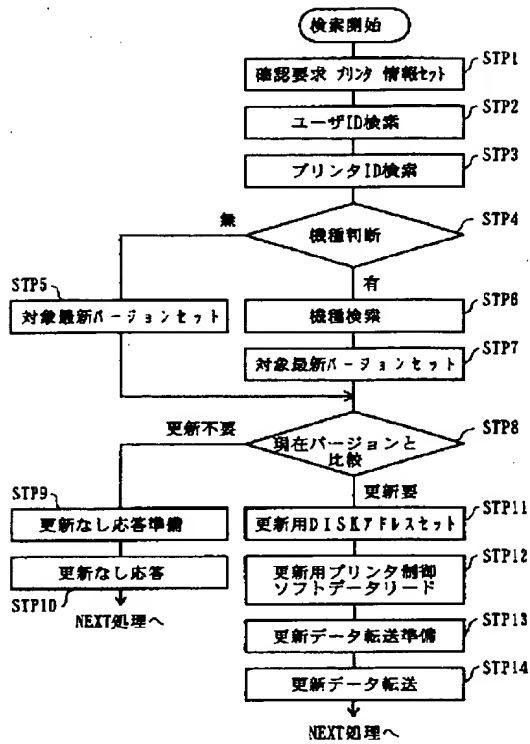 検索開始
STP1
確認要求 プリンタ 情報セット
STP2
ユーザID検索
STP3
プリンタID検索
STP4
無
機種判断
有
STP5
対象最新バージョンセット
STP6
機種検索
STP7
対象最新バージョンセット
STP8
更新不要
現在バージョンと
比較
更新要
STP9
更新なし応答準備
STP11
更新用DISKアドレスセット
更新なし応答
STP10
NEXT処理へ
STP12
更新用プリンタ制御
ソフトデータリード
STP13
更新データ転送準備
STP14
更新データ転送
NEXT処理へ